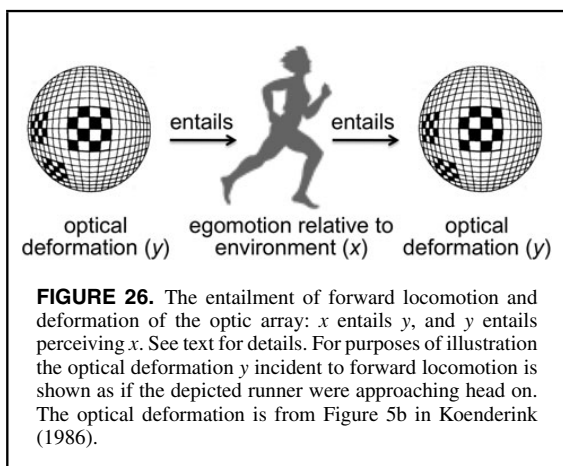 entails entails
optical deformation (y)
egomotion relative to environment (x)
optical deformation (y)
FIGURE 26. The entailment of forward locomotion and
deformation of the optic array: x entails y, and y entails
perceiving x. See text for details. For purposes of illustration
the optical deformation y incident to forward locomotion is
shown as if the depicted runner were approaching head on.
The optical deformation is from Figure 5b in Koenderink
(1986).